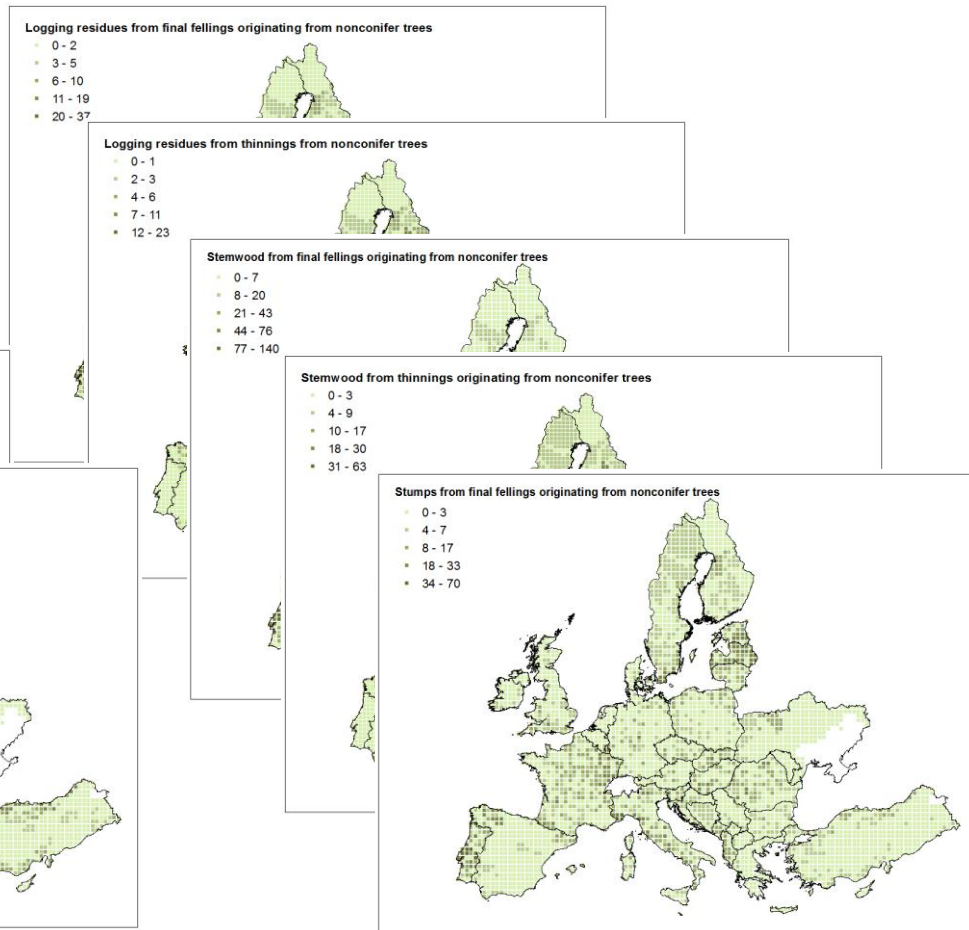 Logging residues from final fellings originating from nonconifer trees
0 - 2
3 - 5
6 - 10
11 - 19
20 - 37
Logging residues from thinnings from nonconifer trees
0 - 1
2 - 3
4 - 6
7 - 11
12 - 23
Stemwood from final fellings originating from nonconifer trees
0 - 7
8 - 20
21 - 43
44 - 76
77 - 140
Stemwood from thinnings originating from nonconifer trees
0 - 3
4 - 9
10 - 17
18 - 30
31 - 63
Stumps from final fellings originating from nonconifer trees
0 - 3
4 - 7
8 - 17
18 - 33
34 - 70